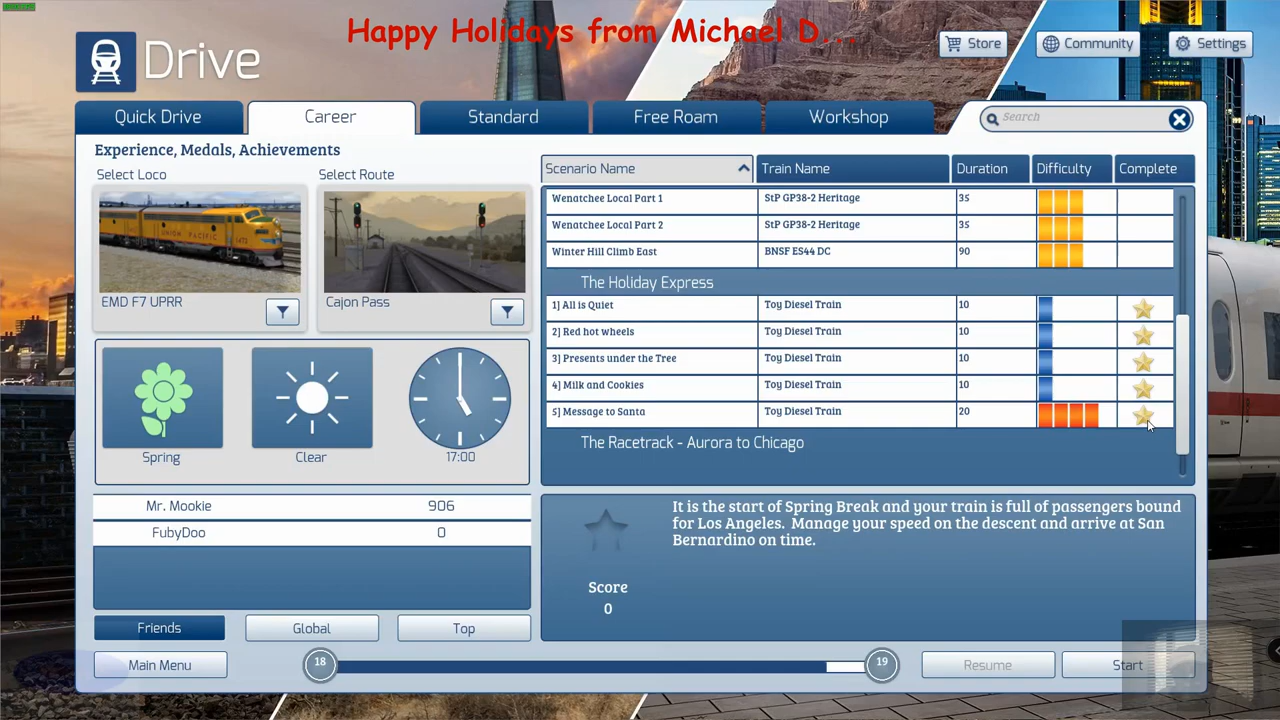 Happy Holidays from Michael D...
Drive
Store
Community
Settings
Quick Drive
Career
Standard
Free Roam
Workshop
Search
Experience, Medals, Achievements
Select Loco
Select Route
UNION PACIFIC
EMD F7 UPRR
Cajon Pass
Spring
Clear
17:00
Mr. Mookie 906
FubyDoo 0
Friends
Global
Top
Scenario Name Train Name Duration Difficulty Complete
Wenatchee Local Part 1 StP GP38-2 Heritage 35
Wenatchee Local Part 2 StP GP38-2 Heritage 35
Winter Hill Climb East BNSF ES44 DC 90
The Holiday Express
1] All is Quiet Toy Diesel Train 10
2] Red hot wheels Toy Diesel Train 10
3] Presents under the Tree Toy Diesel Train 10
4] Milk and Cookies Toy Diesel Train 10
5] Message to Santa Toy Diesel Train 20
The Racetrack - Aurora to Chicago
It is the start of Spring Break and your train is full of passengers bound
for Los Angeles. Manage your speed on the descent and arrive at San
Bernardino on time.
Score
0
Main Menu
18
19
Resume
Start